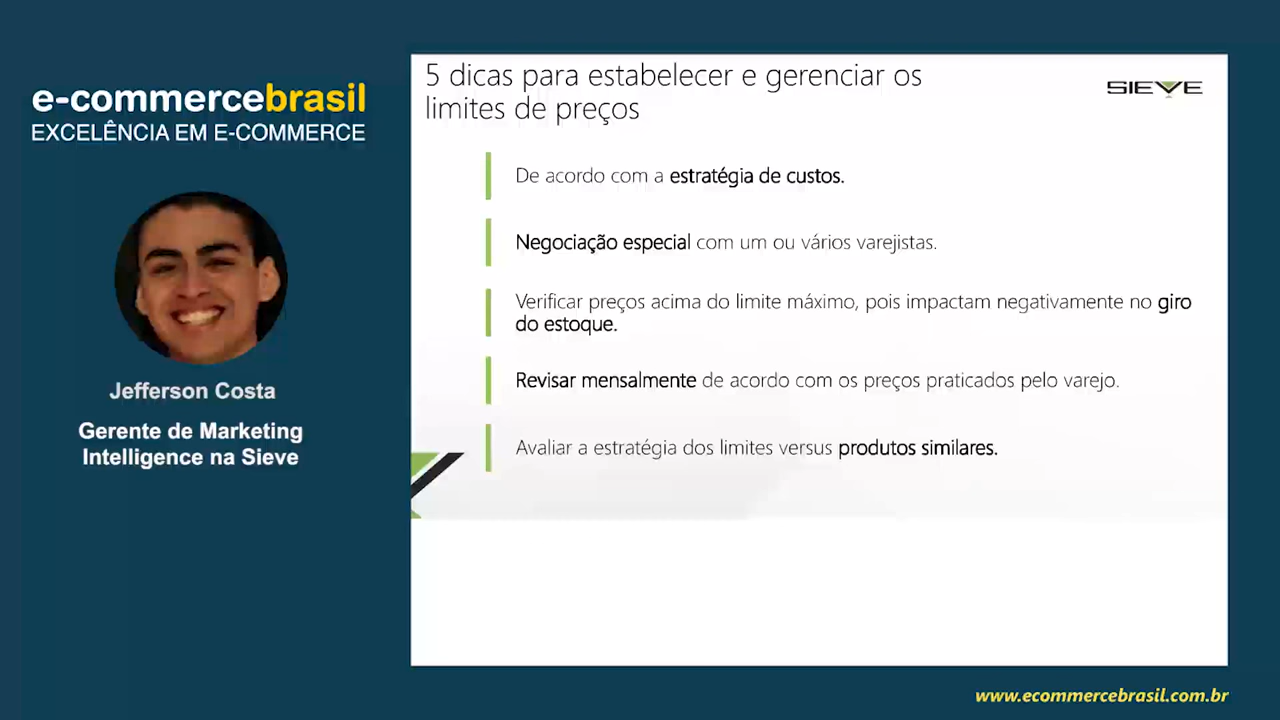 e-commercebrasil
EXCELÊNCIA EM E-COMMERCE
Jefferson Costa
Gerente de Marketing
Intelligence na Sieve
5 dicas para estabelecer e gerenciar os
limites de preços
SIEVE
De acordo com a estratégia de custos.
Negociação especial com um ou vários varejistas.
Verificar preços acima do limite máximo, pois impactam negativamente no giro
do estoque.
Revisar mensalmente de acordo com os preços praticados pelo varejo.
Avaliar a estratégia dos limites versus produtos similares.
www.ecommercebrasil.com.br